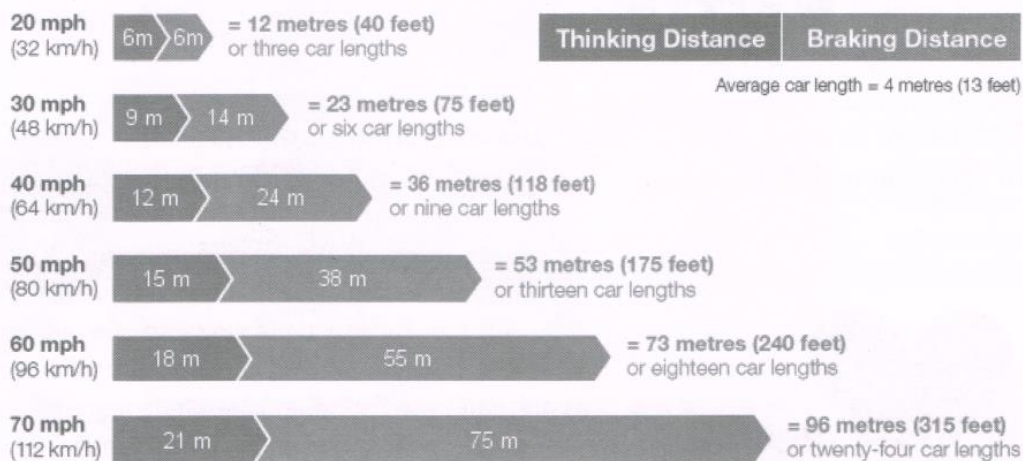 20 mph
(32 km/h)
6m 6m
= 12 metres (40 feet)
or three car lengths
Thinking Distance Braking Distance
Average car length = 4 metres (13 feet)
30 mph
(48 km/h)
9 m 14 m
= 23 metres (75 feet)
or six car lengths
40 mph
(64 km/h)
12 m 24 m
= 36 metres (118 feet)
or nine car lengths
50 mph
(80 km/h)
15 m 38 m
= 53 metres (175 feet)
or thirteen car lengths
60 mph
(96 km/h)
18 m 55 m
= 73 metres (240 feet)
or eighteen car lengths
70 mph
(112 km/h)
21 m 75 m
= 96 metres (315 feet)
or twenty-four car lengths